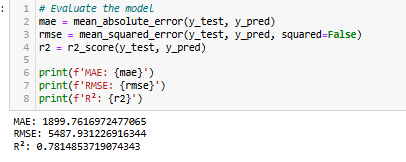 :
1 # Evaluate the model
2 mae = mean_absolute_error(y_test, y_pred)
3 rmse = mean_squared_error(y_test, y_pred, squared=False)
4 r2 = r2_score(y_test, y_pred)
5
6 print(f'MAE: {mae}')
7 print(f'RMSE: {rmse}')
8 print(f'R²: {r2}')
MAE: 1899.7616972477065
RMSE: 5487.931226916344
R²: 0.7814853719074343